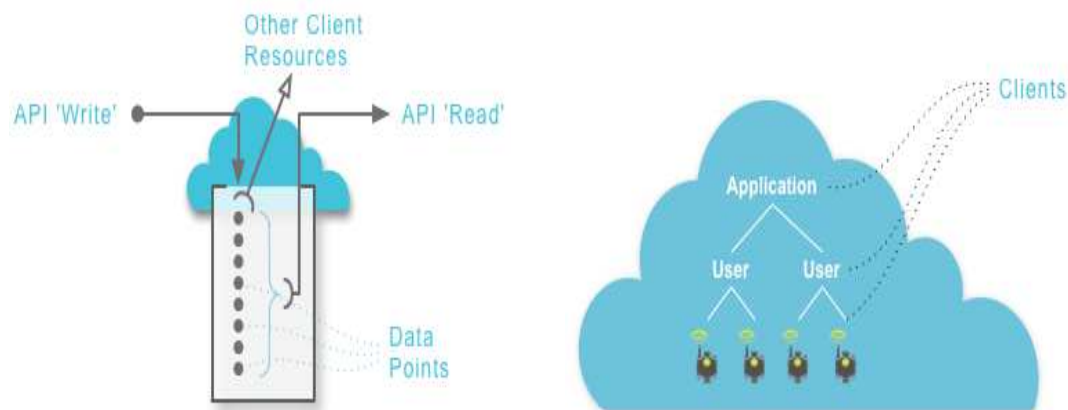 Other Client
Resources
API 'Write'
API 'Read'
Data
Points
Clients
Application
User
User